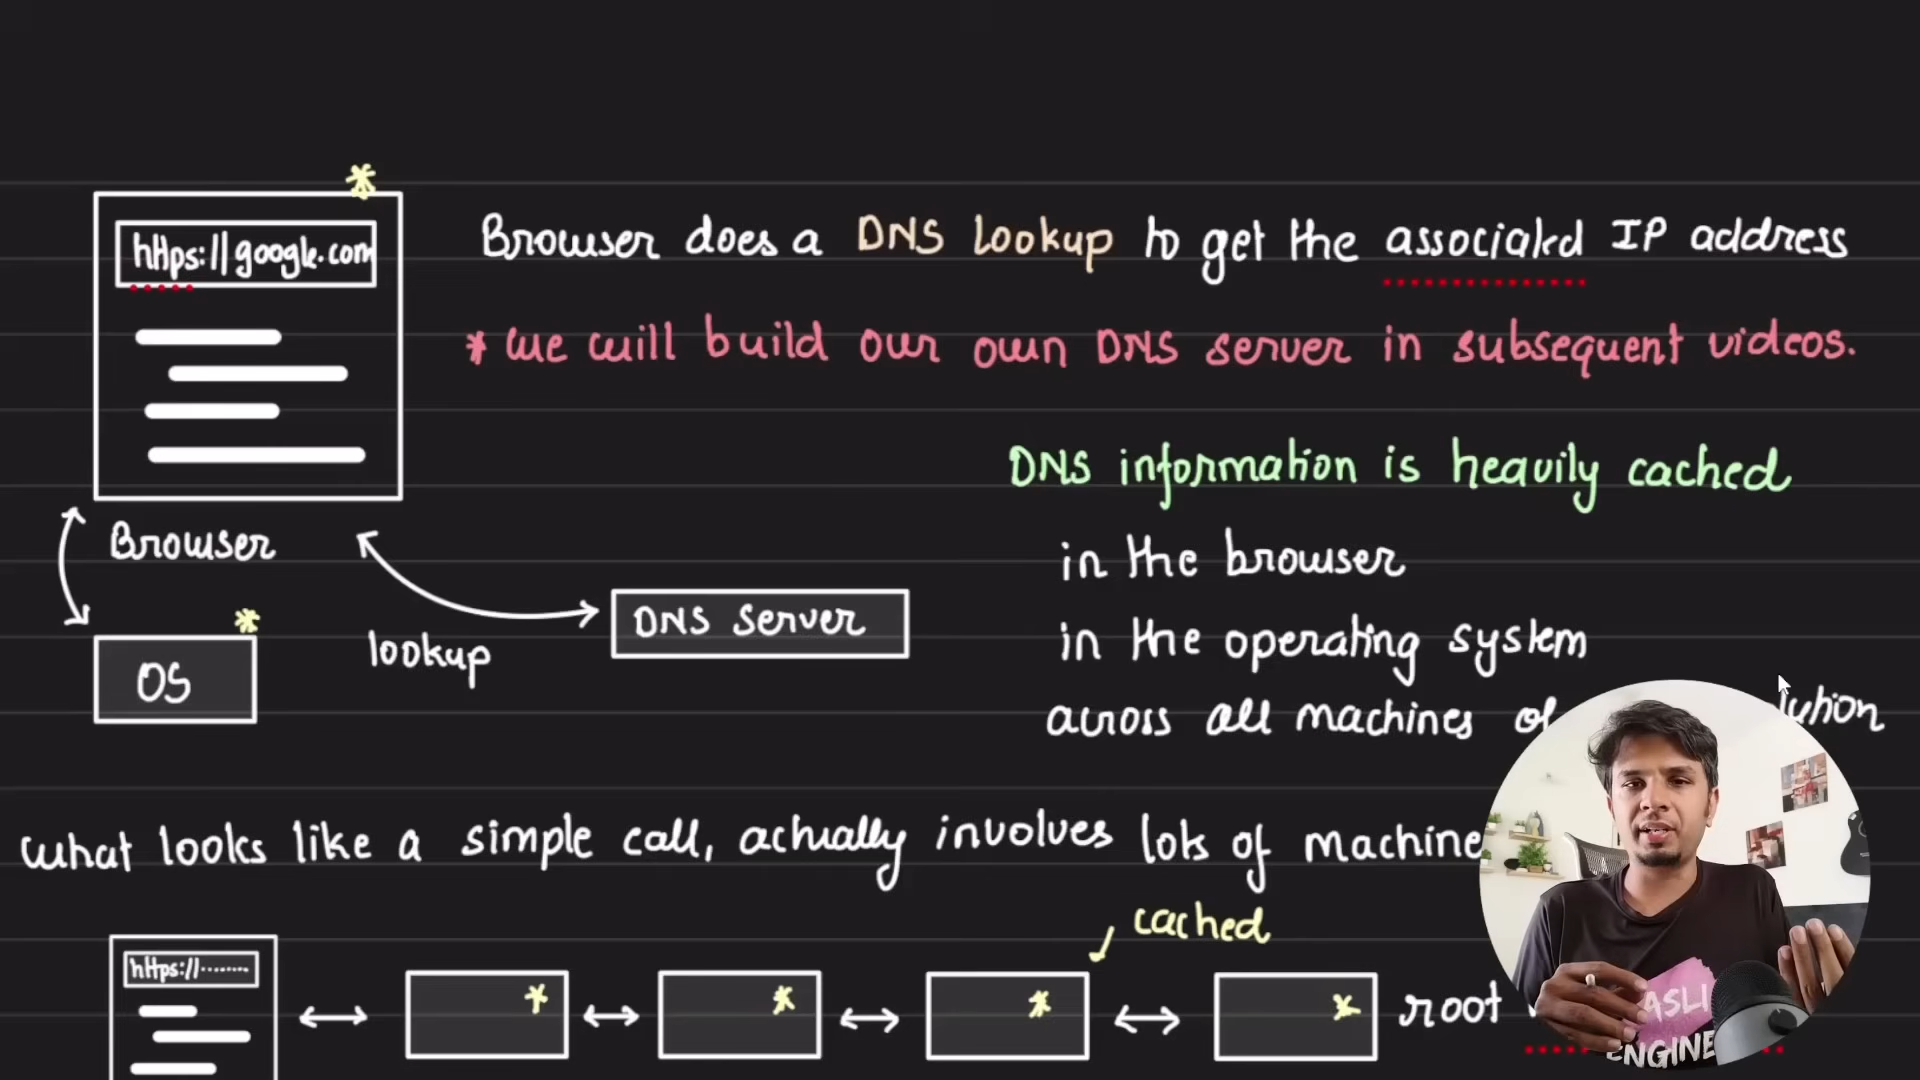 https://google.com
Browser does a DNS lookup to get the associated IP address
* we will build our own DNS server in subsequent videos.
DNS information is heavily cached
in the browser
Browser
DNS Server
in the operating system
lookup
OS
across all machines of
What looks like a simple call, actually involves lots of machine
cached
https://--------
root
ASLI
ENGINE